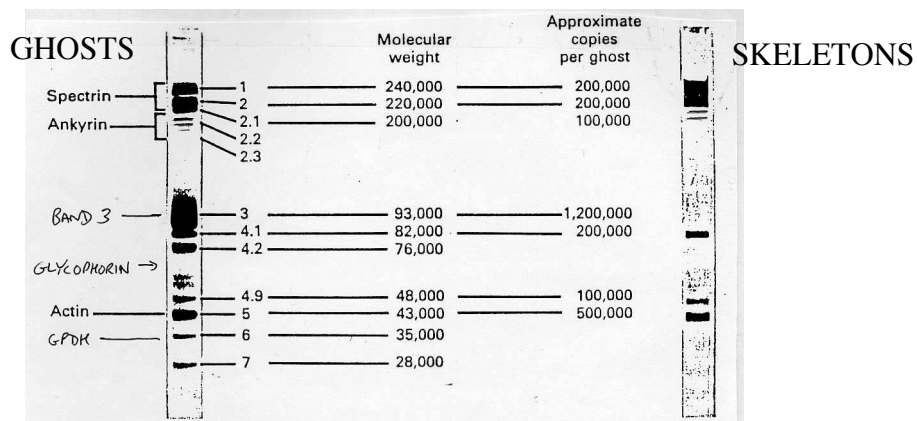 GHOSTS
SKELETONS
Molecular weight
Approximate copies per ghost
Spectrin
Ankyrin
1 240,000 200,000
2 220,000 200,000
2.1 200,000 100,000
2.2
2.3
BAND 3
3 93,000 1,200,000
4.1 82,000 200,000
4.2 76,000
GLYCOPHORIN →
4.9 48,000 100,000
Actin 5 43,000 500,000
GPDH 6 35,000
7 28,000